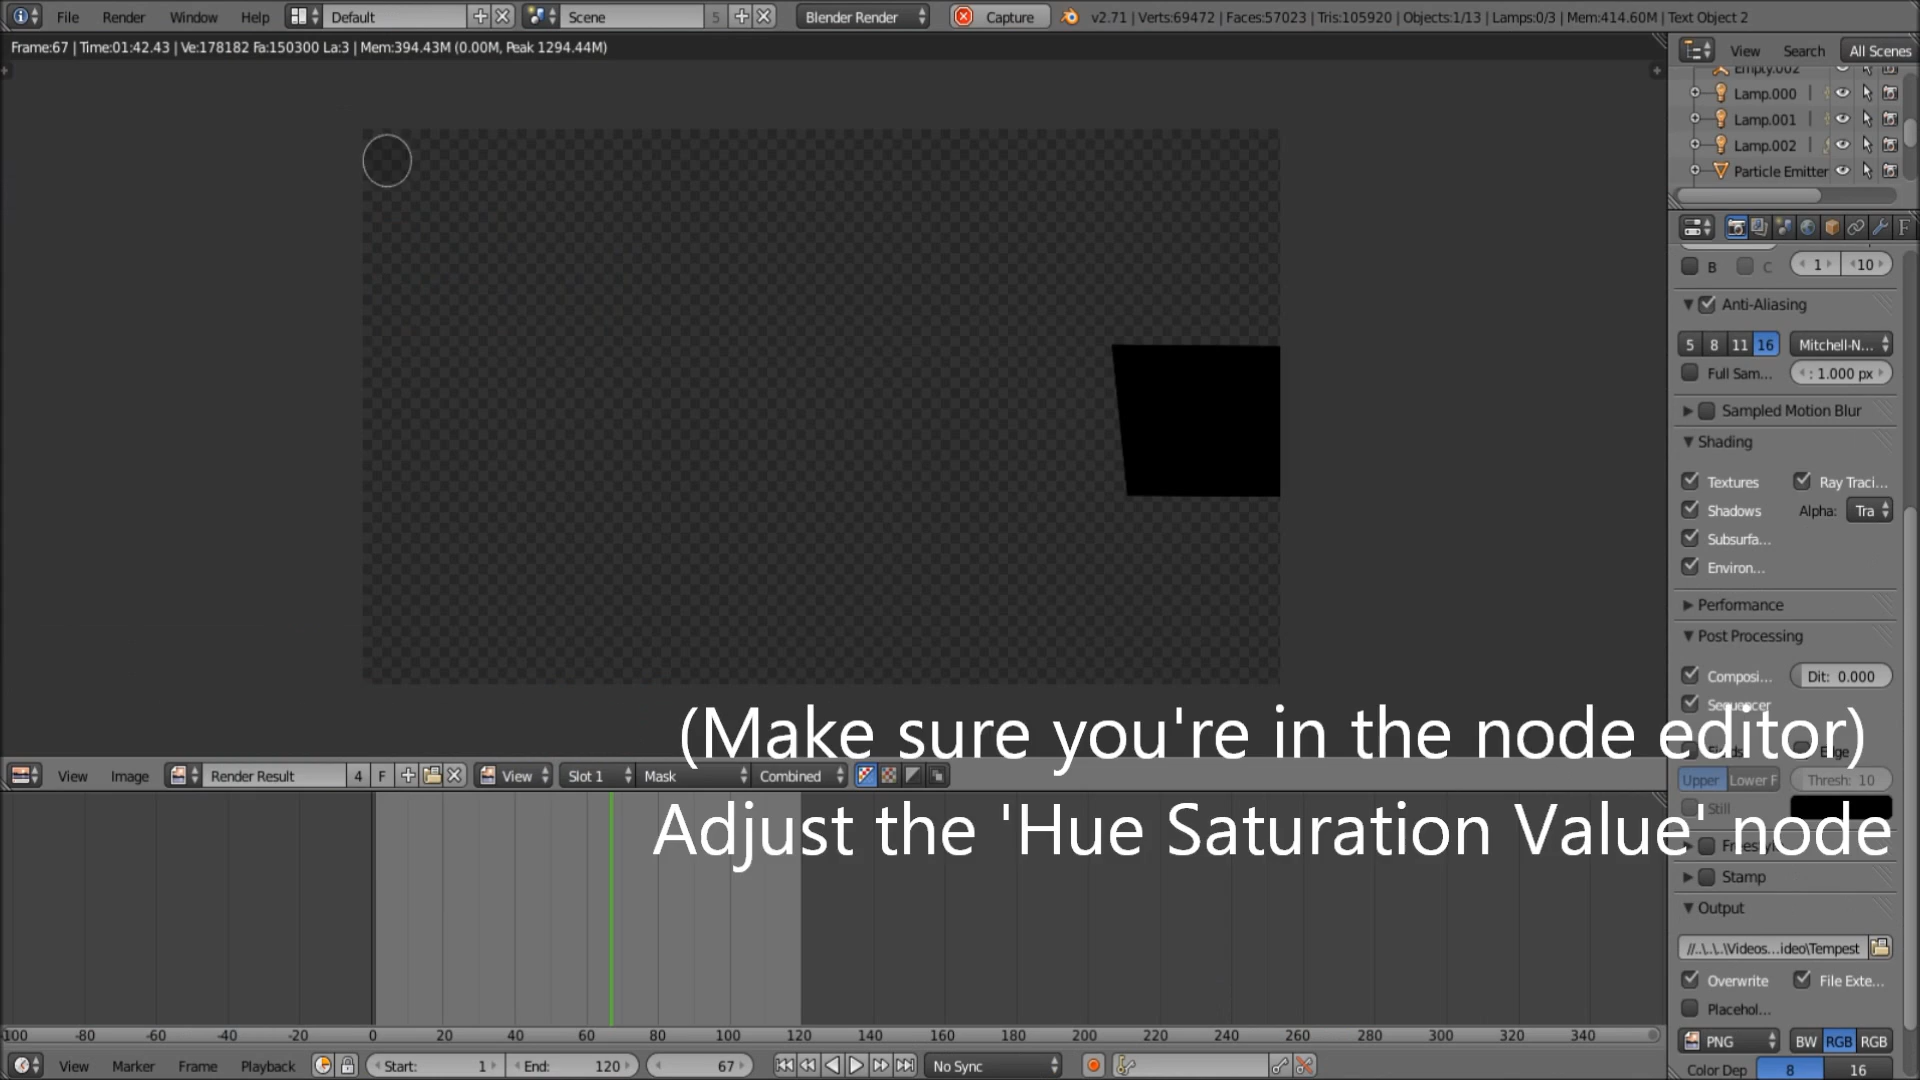 File Render Window Help Default Scene 5 Blender Render Capture v2.71 | Verts:69472 | Faces:57023 | Tris:105920 | Objects:1/13 | Lamps:0/3 | Mem:414.60M | Text Object 2
Frame:67 | Time:01:42.43 | Ve:178182 Fa:150300 La:3 | Mem:394.43M (0.00M, Peak 1294.44M)
View Search All Scenes
Empty.002
Lamp.000
Lamp.001
Lamp.002
Particle Emitter
B C 1 10
Anti-Aliasing
5 8 11 16 Mitchell-N...
Full Sam... : 1.000 px
Sampled Motion Blur
Shading
Textures Ray Traci...
Shadows Alpha: Tra
Subsurfa...
Environ...
Performance
Post Processing
Composi... Dit: 0.000
Sequencer
(Make sure you're in the node editor)
Edge
View Image Render Result 4 F View Slot 1 Mask Combined
Upper Lower F Thresh: 10
Still
Adjust the 'Hue Saturation Value' node
Stamp
Output
//..\..\..\Videos...ideo\Tempest
Overwrite File Exte...
Placehol...
-100 -80 -60 -40 -20 0 20 40 60 80 100 120 140 160 180 200 220 240 260 280 300 320 340
PNG BW RGB RGB
View Marker Frame Playback Start: 1 End: 120 67 No Sync
Color Dep 8 16